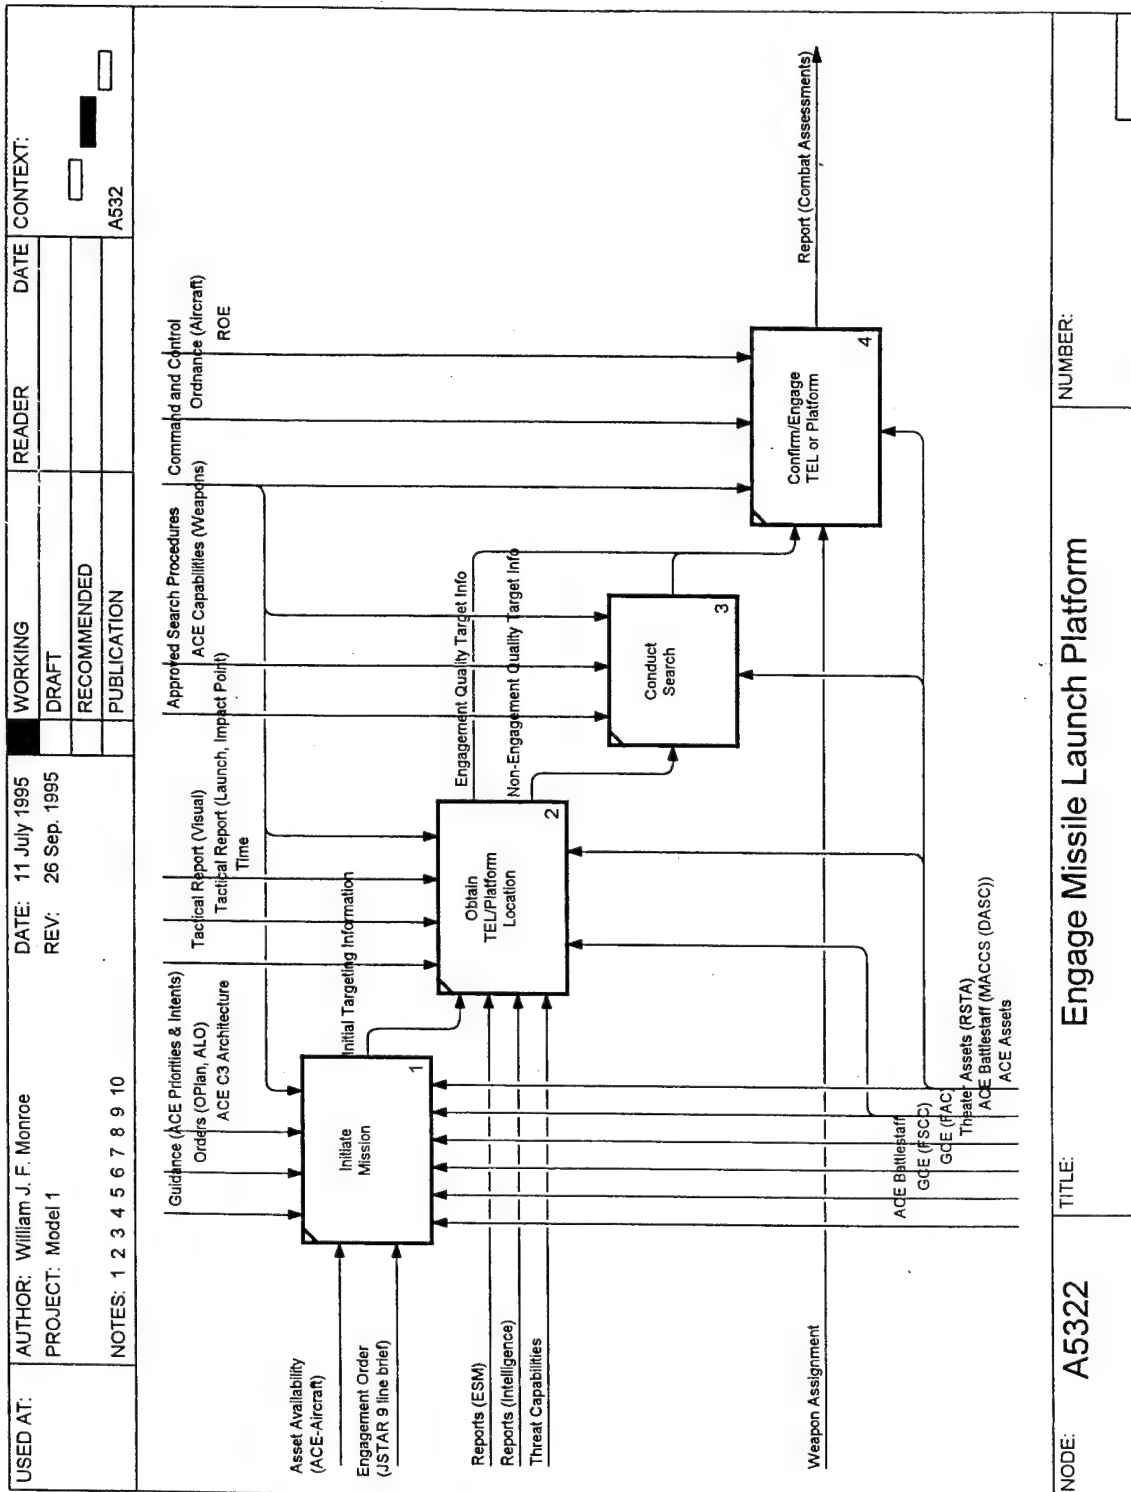 USED AT:
AUTHOR: William J. F. Monroe
PROJECT: Model 1
NOTES: 1 2 3 4 5 6 7 8 9 10
DATE: 11 July 1995
REV: 26 Sep. 1995
WORKING
DRAFT
RECOMMENDED
PUBLICATION
READER
DATE
CONTEXT:
A532
Guidance (ACE Priorities & Intents)
Orders (OPlan, ALO)
ACE C3 Architecture
Tactical Report (Visual)
Tactical Report (Launch, Impact Point)
Time
Approved Search Procedures
ACE Capabilities (Weapons)
Command and Control
Ordnance (Aircraft)
ROE
Asset Availability
(ACE-Aircraft)
Engagement Order
(JSTAR 9 line brief)
Initiate
Mission
1
Initial Targeting Information
Reports (ESM)
Reports (Intelligence)
Threat Capabilities
Obtain
TEL/Platform
Location
2
Engagement Quality Target Info
Non-Engagement Quality Target Info
Conduct
Search
3
Weapon Assignment
Confirm/Engage
TEL or Platform
4
Report (Combat Assessments)
ACE Battlestaff
GCE (FSCC)
GCE (FAC)
Theater Assets (RSTA)
ACE Battlestaff (MACCS (DASC))
ACE Assets
NODE:
A5322
TITLE:
Engage Missile Launch Platform
NUMBER: